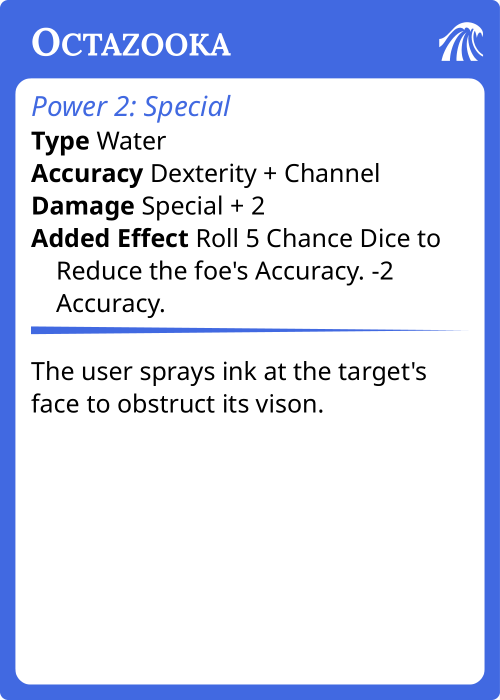 OCTAZOOKA
Power 2: Special
Type Water
Accuracy Dexterity + Channel
Damage Special + 2
Added Effect Roll 5 Chance Dice to
Reduce the foe's Accuracy. -2
Accuracy.
The user sprays ink at the target's
face to obstruct its vison.